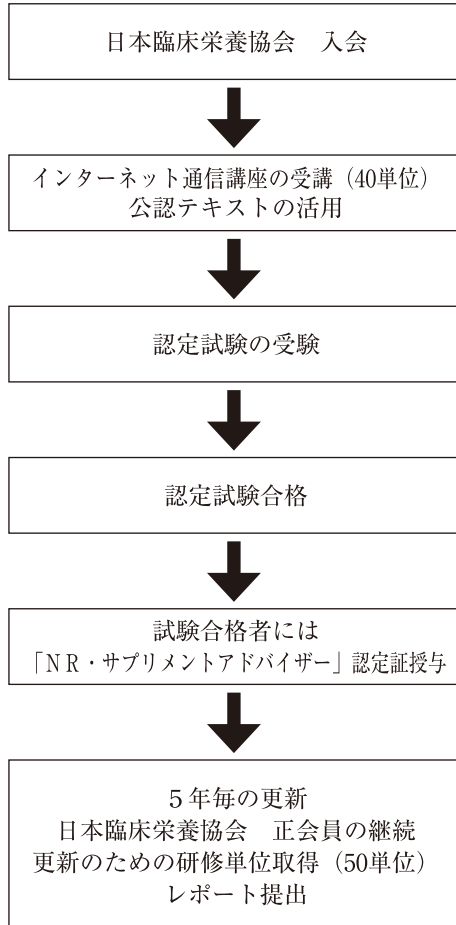 日本臨床栄養協会　入会
インターネット通信講座の受講（40単位）
公認テキストの活用
認定試験の受験
認定試験合格
試験合格者には
「ＮＲ・サプリメントアドバイザー」認定証授与
５年毎の更新
日本臨床栄養協会　正会員の継続
更新のための研修単位取得（50単位）
レポート提出